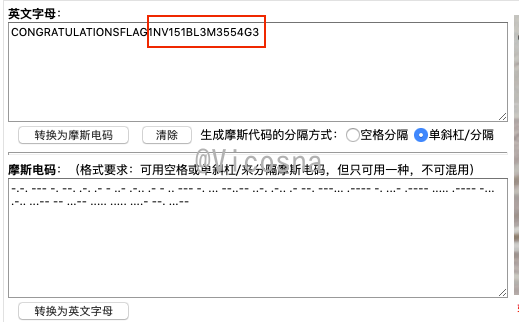 英文字母:
CONGRATULATIONSFLAG1NV151BL3M3554G3
转换为摩斯电码 清除 生成摩斯代码的分隔方式: 空格分隔 单斜杠/分隔
@Vicosna
摩斯电码: (格式要求: 可用空格或单斜杠/来分隔摩斯电码, 但只可用一种, 不可混用)
-.-. --- -. --. .-. .- - ..- .-.. .- - .. --- -. ... --..-- ..-. .-.. .- --. ---... .---- -. ...- .---- ..... .---- -...
.-.. ...-- -- ...-- ..... ..... ....- --. ...--
转换为英文字母